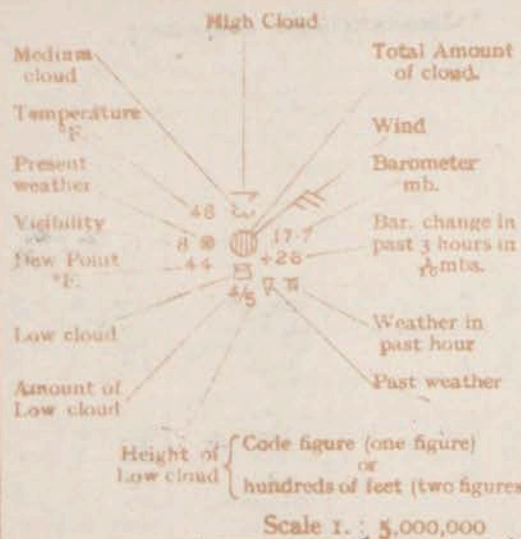 High Cloud
Medium
cloud
Total Amount
of cloud.
Temperature
°F.
Wind
Present
weather
Barometer
mb.
48
Visibility
8
17.7
Bar. change in
past 3 hours in
1/10 mbs.
Dew Point
°F.
44
+28
4/5
Low cloud
Weather in
past hour
Amount of
Low cloud
Past weather
Height of
Low cloud
Code figure (one figure)
or
hundreds of feet (two figures
Scale 1. : 5,000,000